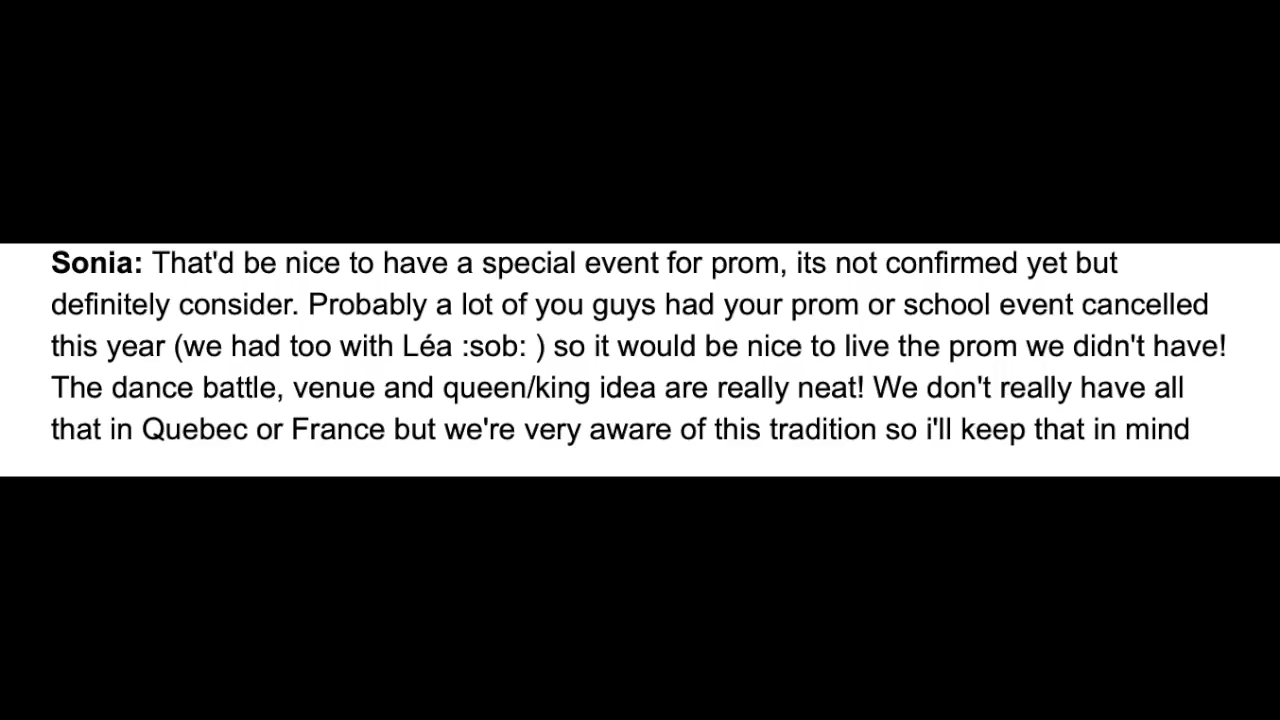 Sonia: That'd be nice to have a special event for prom, its not confirmed yet but
definitely consider. Probably a lot of you guys had your prom or school event cancelled
this year (we had too with Léa :sob: ) so it would be nice to live the prom we didn't have!
The dance battle, venue and queen/king idea are really neat! We don't really have all
that in Quebec or France but we're very aware of this tradition so i'll keep that in mind